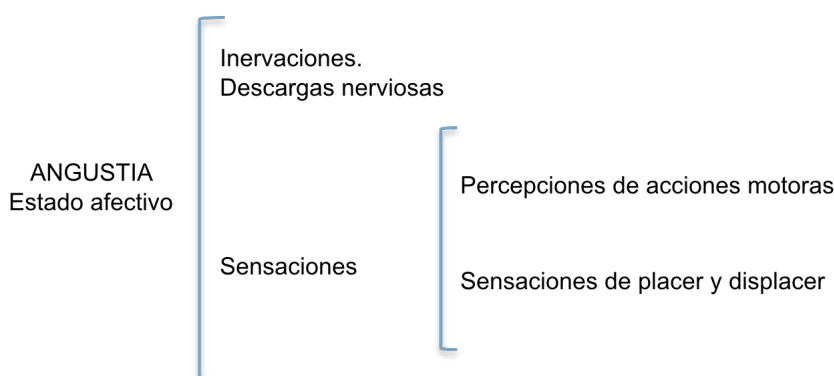 Inervaciones.
Descargas nerviosas
ANGUSTIA
Estado afectivo
Percepciones de acciones motoras
Sensaciones
Sensaciones de placer y displacer